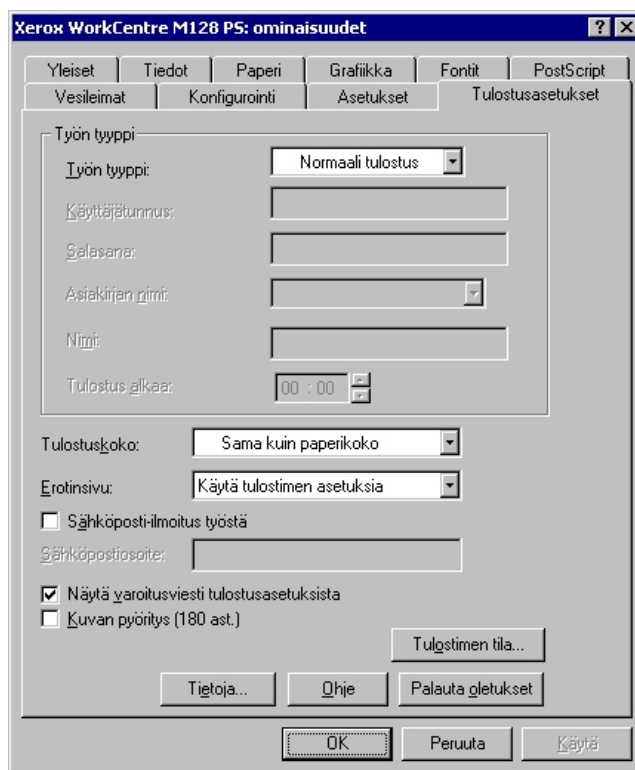 Xerox WorkCentre M128 PS: ominaisuudet
Yleiset Tiedot Paperi Grafiikka Fontit PostScript
Vesileimat Konfigurointi Asetukset Tulostusasetukset
Työn tyyppi
Työn tyyppi: Normaali tulostus
Käyttäjätunnus:
Salasana:
Asiakirjan nimi:
Nimi:
Tulostus alkaa: 00 : 00
Tulostuskoko: Sama kuin paperikoko
Erotinsivu: Käytä tulostimen asetuksia
Sähköposti-ilmoitus työstä
Sähköpostiosoite:
Näytä varoitusviesti tulostusasetuksista
Kuvan pyöritys (180 ast.)
Tulostimen tila...
Tietoja... Ohje Palauta oletukset
OK Peruuta Käytä